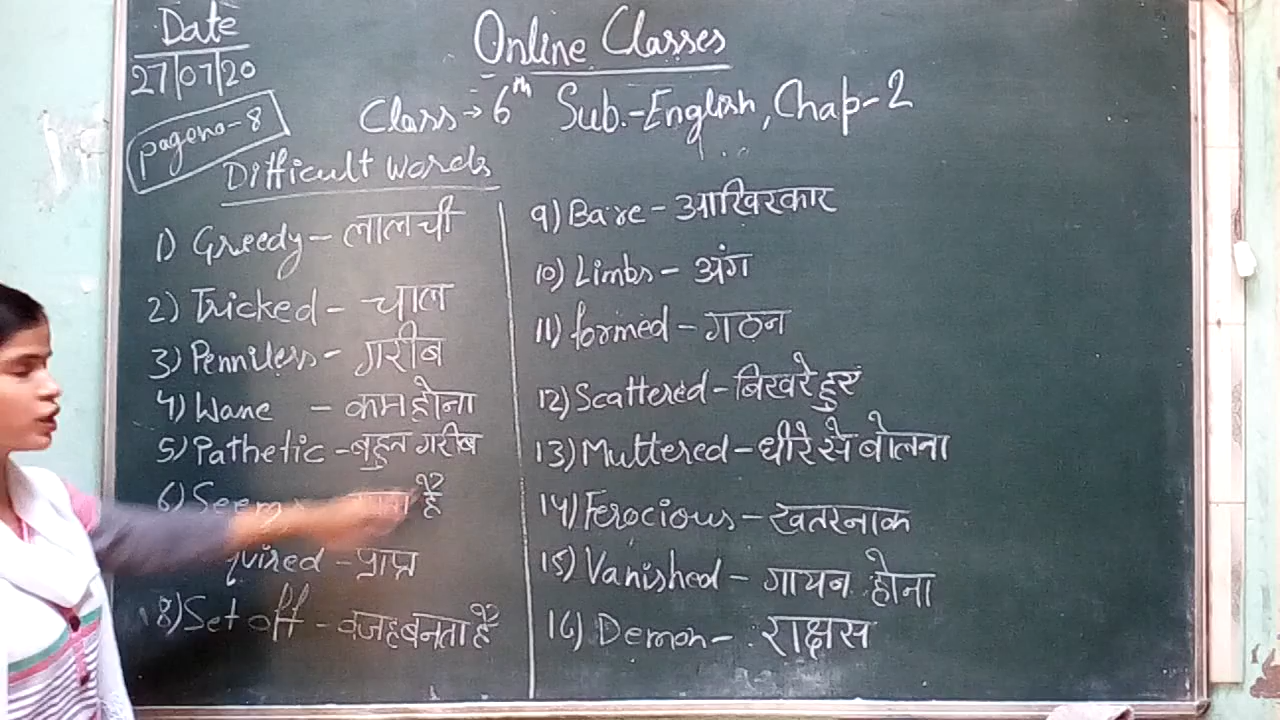 Date
27/07/20
Online Classes
Class → 6th Sub.-English, Chap-2
pageno-8
Difficult words
1) Greedy - लालची
2) Tricked - चाल
3) Penniless - गरीब
4) Wane - कम होना
5) Pathetic - बहुत गरीब
6) Seem है
quired - प्राप्त
8) Set off - वजह बनता है
9) Bare - आखिरकार
10) Limbs - अंग
11) formed - गठन
12) Scattered - बिखरे हुए
13) Muttered - धीरे से बोलना
14) Ferocious - खतरनाक
15) Vanished - गायन होना
16) Demon - राक्षस